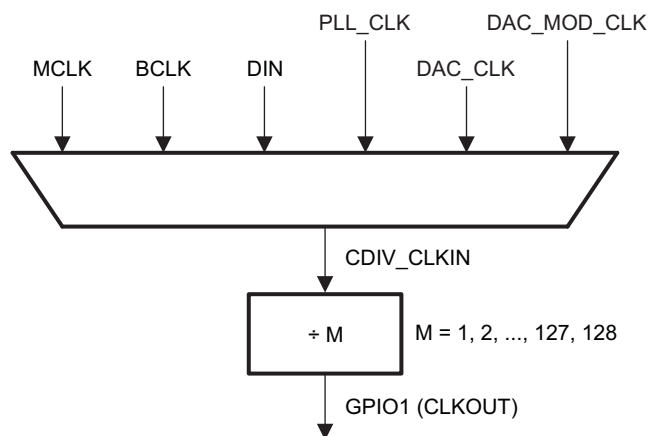 PLL_CLK DAC_MOD_CLK
MCLK BCLK DIN DAC_CLK
CDIV_CLKIN
÷ M M = 1, 2, ..., 127, 128
GPIO1 (CLKOUT)